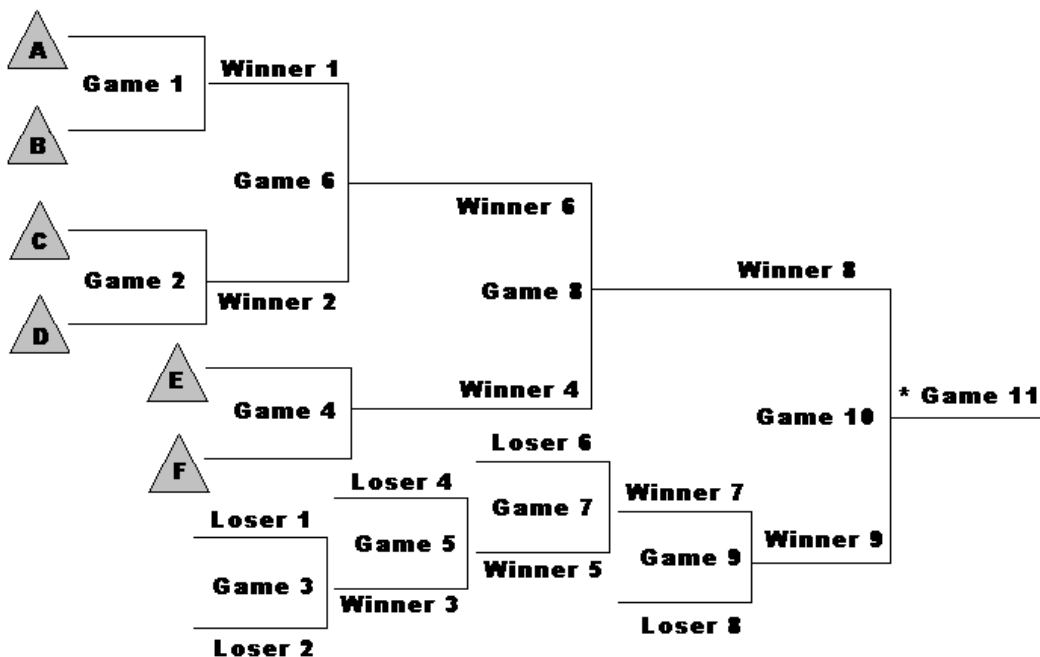 A
Game 1
Winner 1
B
Game 6
Winner 6
C
Game 2
Winner 2
D
Game 8
Winner 8
E
Game 4
Winner 4
F
Game 10
* Game 11
Loser 6
Loser 4
Game 7
Winner 7
Loser 1
Game 5
Winner 5
Game 9
Winner 9
Game 3
Winner 3
Loser 2
Loser 8